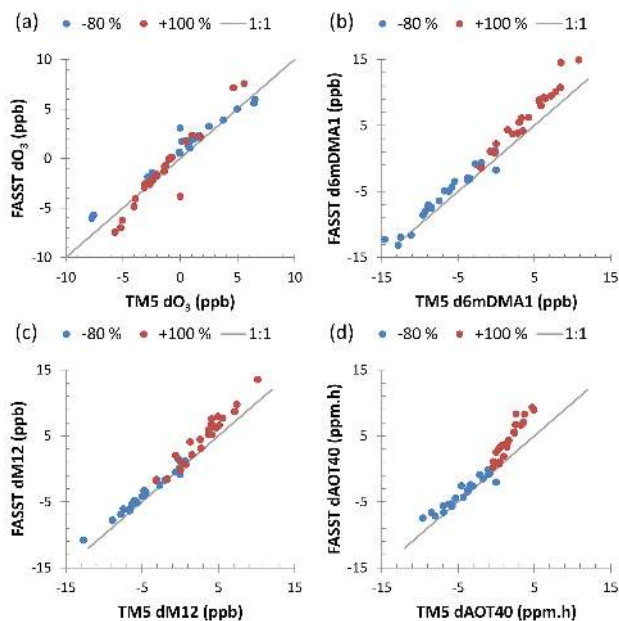 (a) -80 % +100 % 1:1
10
5
0
-5
-10
-10 -5 0 5 10
FASST dO3 (ppb)
TM5 dO3 (ppb)
(b) -80 % +100 % 1:1
15
5
-5
-15
-15 -5 5 15
FASST d6mDMA1 (ppb)
TM5 d6mDMA1 (ppb)
(c) -80 % +100 % 1:1
15
5
-5
-15
-15 -5 5 15
FASST dM12 (ppb)
TM5 dM12 (ppb)
(d) -80 % +100 % 1:1
15
5
-5
-15
-15 -5 5 15
FASST dAOT40 (ppm.h)
TM5 dAOT40 (ppm.h)